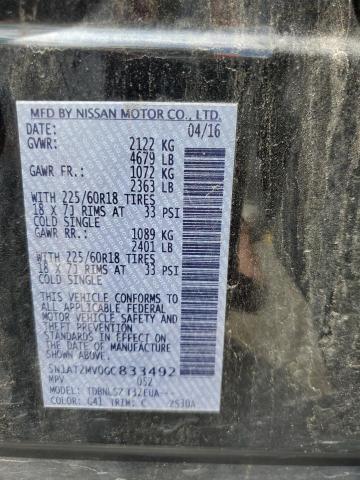 MFD BY NISSAN MOTOR CO., LTD.
DATE: 04/16
GVWR: 2122 KG
4679 LB
GAWR FR: 1072 KG
2363 LB
WITH 225/60R18 TIRES
18 X 7J RIMS AT 33 PSI
COLD SINGLE
GAWR RR: 1089 KG
2401 LB
WITH 225/60R18 TIRES
18 X 7J RIMS AT 33 PSI
COLD SINGLE
THIS VEHICLE CONFORMS TO
ALL APPLICABLE FEDERAL
MOTOR VEHICLE SAFETY AND
THEFT PREVENTION
STANDARDS IN EFFECT ON
THE DATE OF MANUFACTURE
SHOWN ABOVE.
5N1AT2MV0GC833492
MPV 052
MODEL:
COLOR: G41 TRIM: C